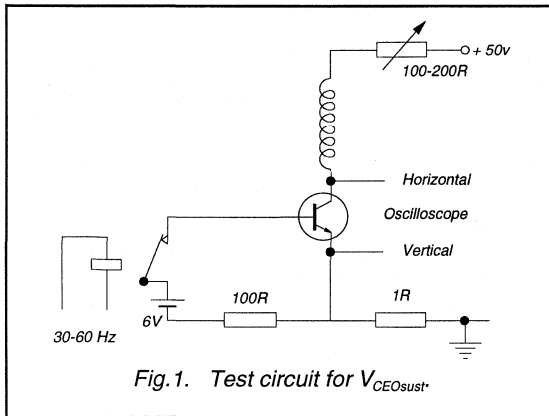 + 50v
100-200R
Horizontal
Oscilloscope
Vertical
100R
1R
6V
30-60 Hz
Fig.1. Test circuit for VCEOsust.